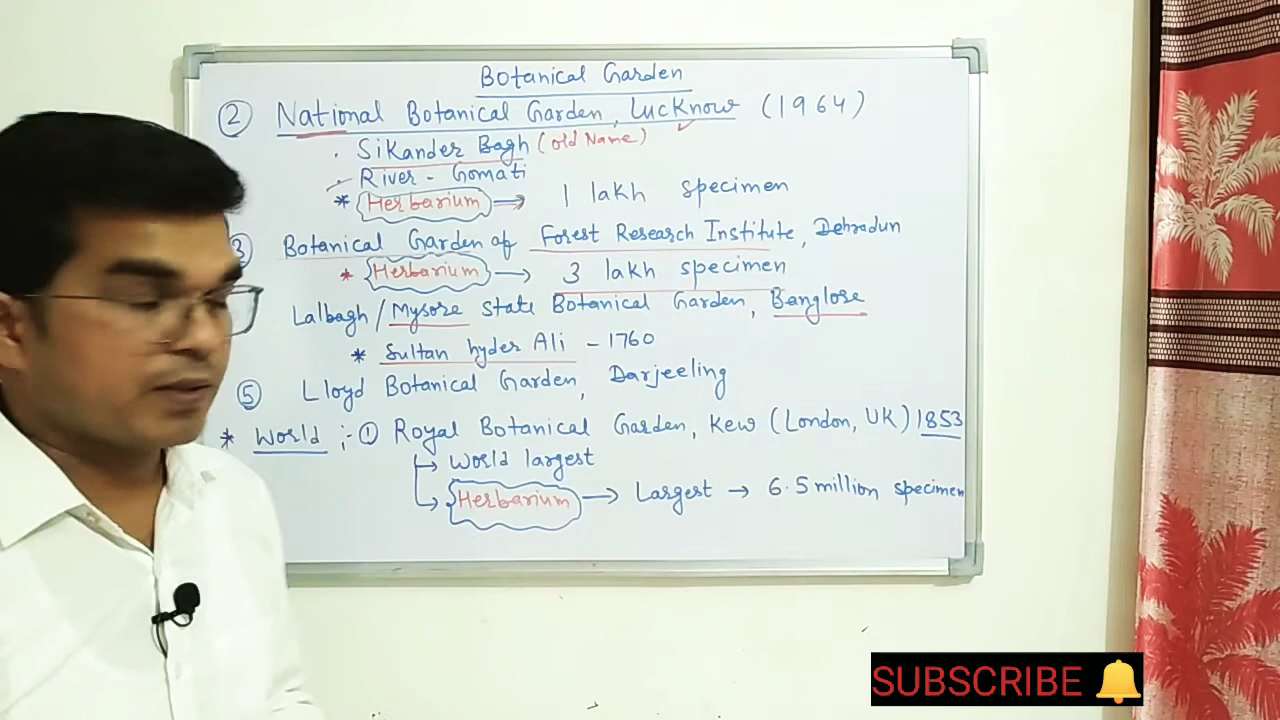 Botanical Garden
② National Botanical Garden, Lucknow (1964)
Sikander Bagh (old Name)
River - Gomati
* Herbarium → 1 lakh specimen
3 Botanical Garden of Forest Research Institute, Dehradun
* Herbarium → 3 lakh specimen
Lalbagh / Mysore state Botanical Garden, Banglore
* Sultan hyder Ali - 1760
⑤ Lloyd Botanical Garden, Darjeeling
* World ;- ① Royal Botanical Garden, Kew (London, UK) 1853
→ World largest
→ Herbarium → Largest → 6.5 million specimen
SUBSCRIBE